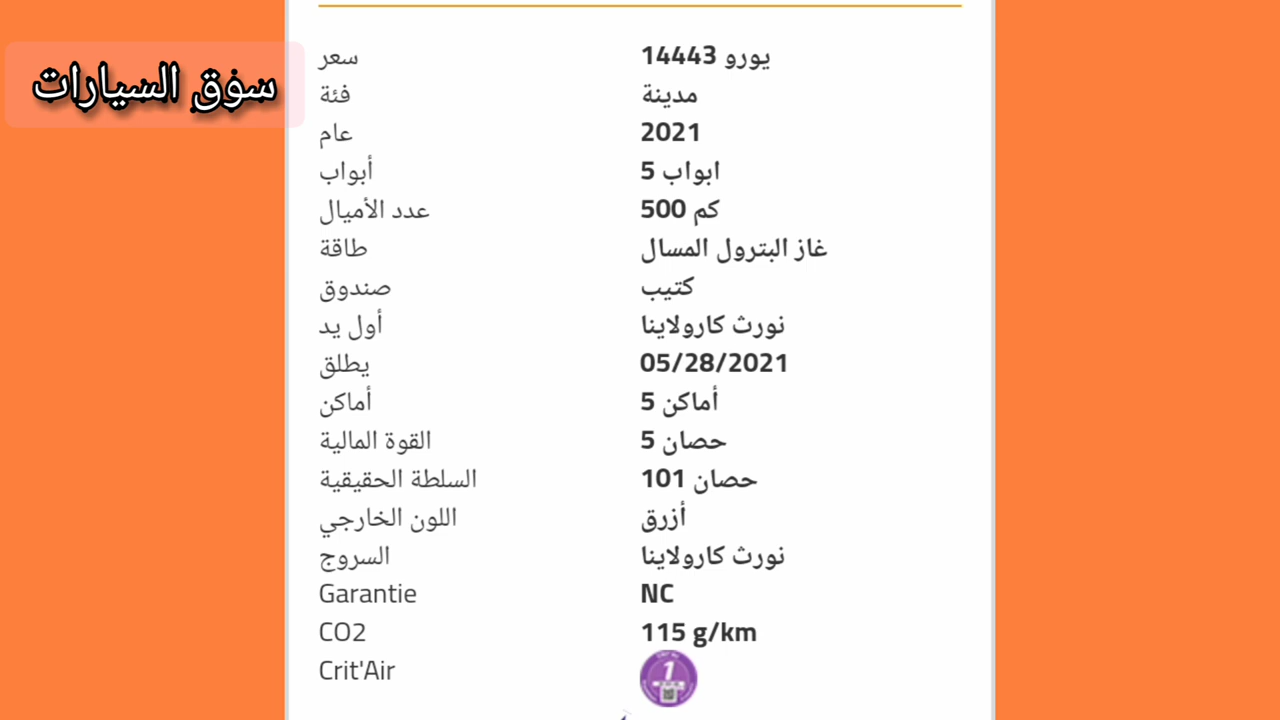 سوق السيارات
سعر يورو 14443
فئة مدينة
عام 2021
أبواب ابواب 5
عدد الأميال كم 500
طاقة غاز البترول المسال
صندوق كتيب
أول يد نورث كارولاينا
يطلق 05/28/2021
أماكن أماكن 5
القوة المالية حصان 5
السلطة الحقيقية حصان 101
اللون الخارجي أزرق
السروج نورث كارولاينا
Garantie NC
CO2 115 g/km
Crit'Air 1